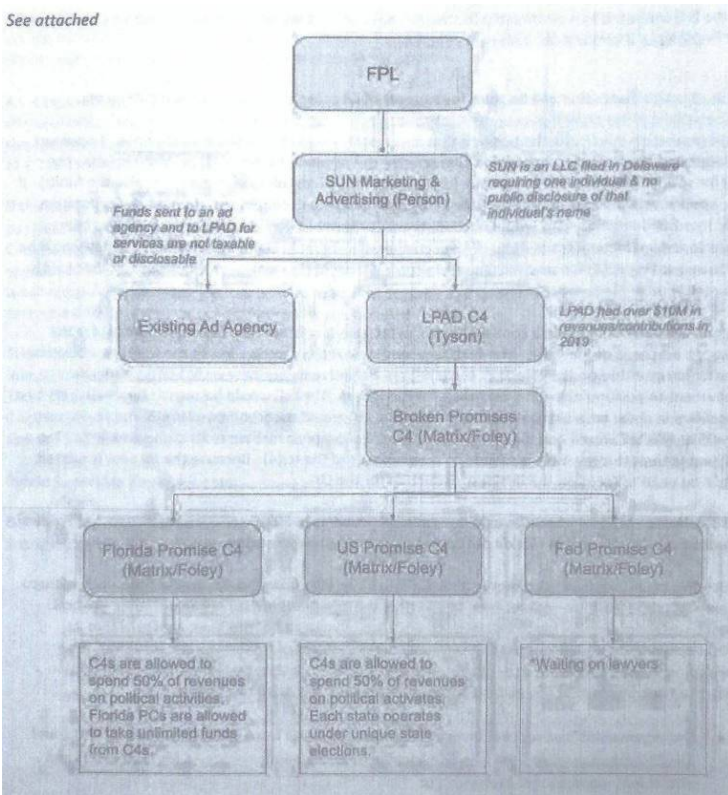 See attached
FPL
SUN Marketing &
Advertising (Person)
SUN is an LLC filed in Delaware
requiring one individual & no
public disclosure of that
individual's name
Funds sent to an ad
agency and to LPAD for
services are not taxable
or disclosable
Existing Ad Agency
LPAD C4
(Tyson)
LPAD had over $10M in
revenues/contributions in
2019
Broken Promises
C4 (Matrix/Foley)
Florida Promise C4
(Matrix/Foley)
US Promise C4
(Matrix/Foley)
Fed Promise C4
(Matrix/Foley)
C4s are allowed to
spend 50% of revenues
on political activities.
Florida PCs are allowed
to take unlimited funds
from C4s.
C4s are allowed to
spend 50% of revenues
on political activates.
Each state operates
under unique state
elections.
*Waiting on lawyers